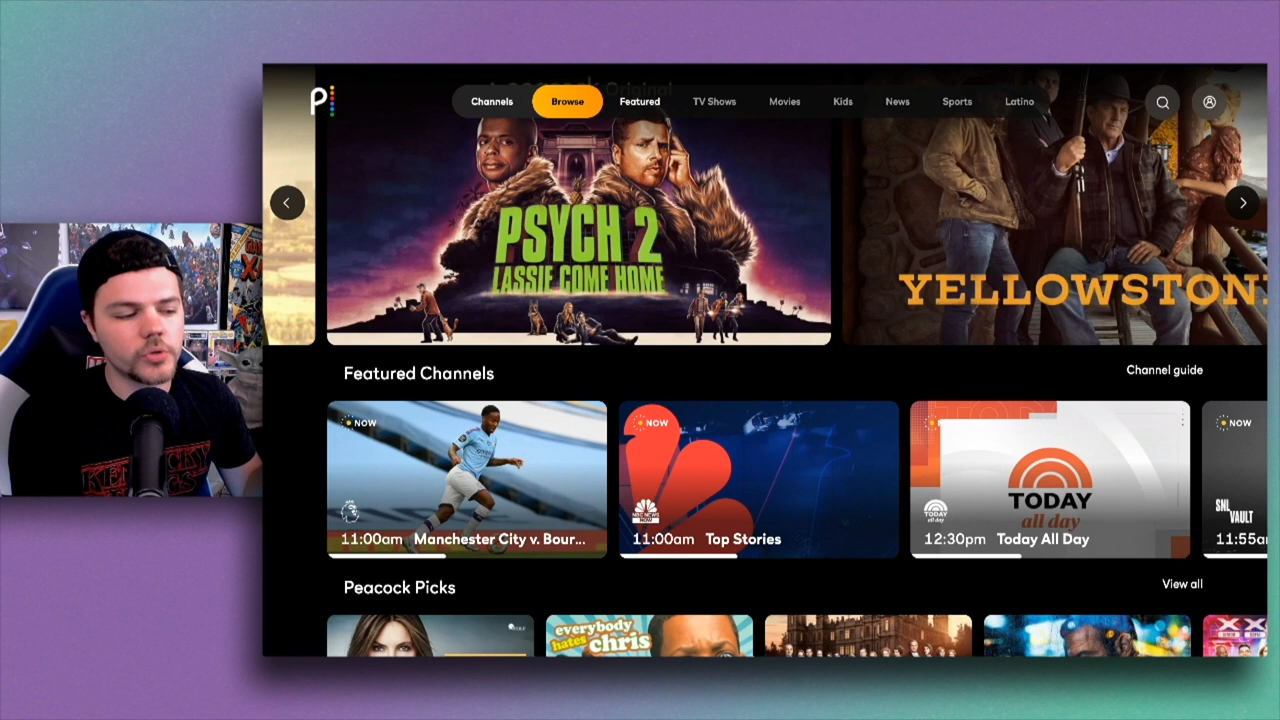 Original
P
Channels Browse Featured TV Shows Movies Kids News Sports Latino
PSYCH 2
LASSIE COME HOME
YELLOWSTON
Featured Channels
Channel guide
NOW
11:00am Manchester City v. Bour...
NOW
NBC NEWS
NOW
11:00am Top Stories
TODAY
all day
TODAY
all day
12:30pm Today All Day
NOW
SNL
VAULT
11:55a
Peacock Picks
View all
everybody
hates chris